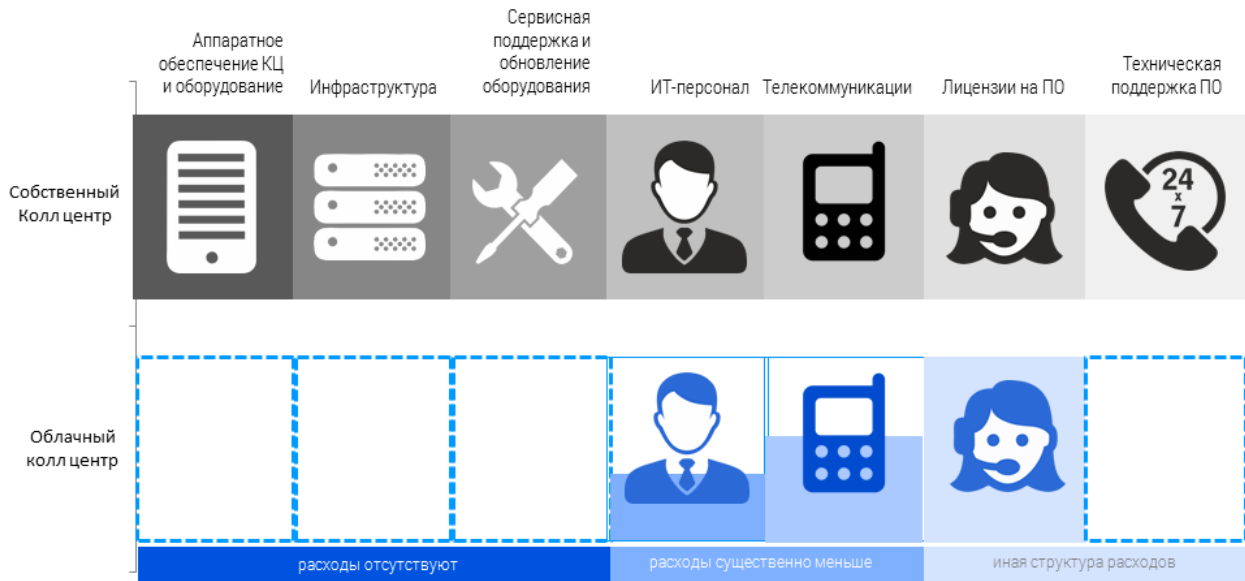 Аппаратное
обеспечение КЦ
и оборудование
Инфраструктура
Сервисная
поддержка и
обновление
оборудования
ИТ-персонал
Телекоммуникации
Лицензии на ПО
Техническая
поддержка ПО
Собственный
Колл центр
24
x
7
Облачный
колл центр
расходы отсутствуют
расходы существенно меньше
иная структура расходов